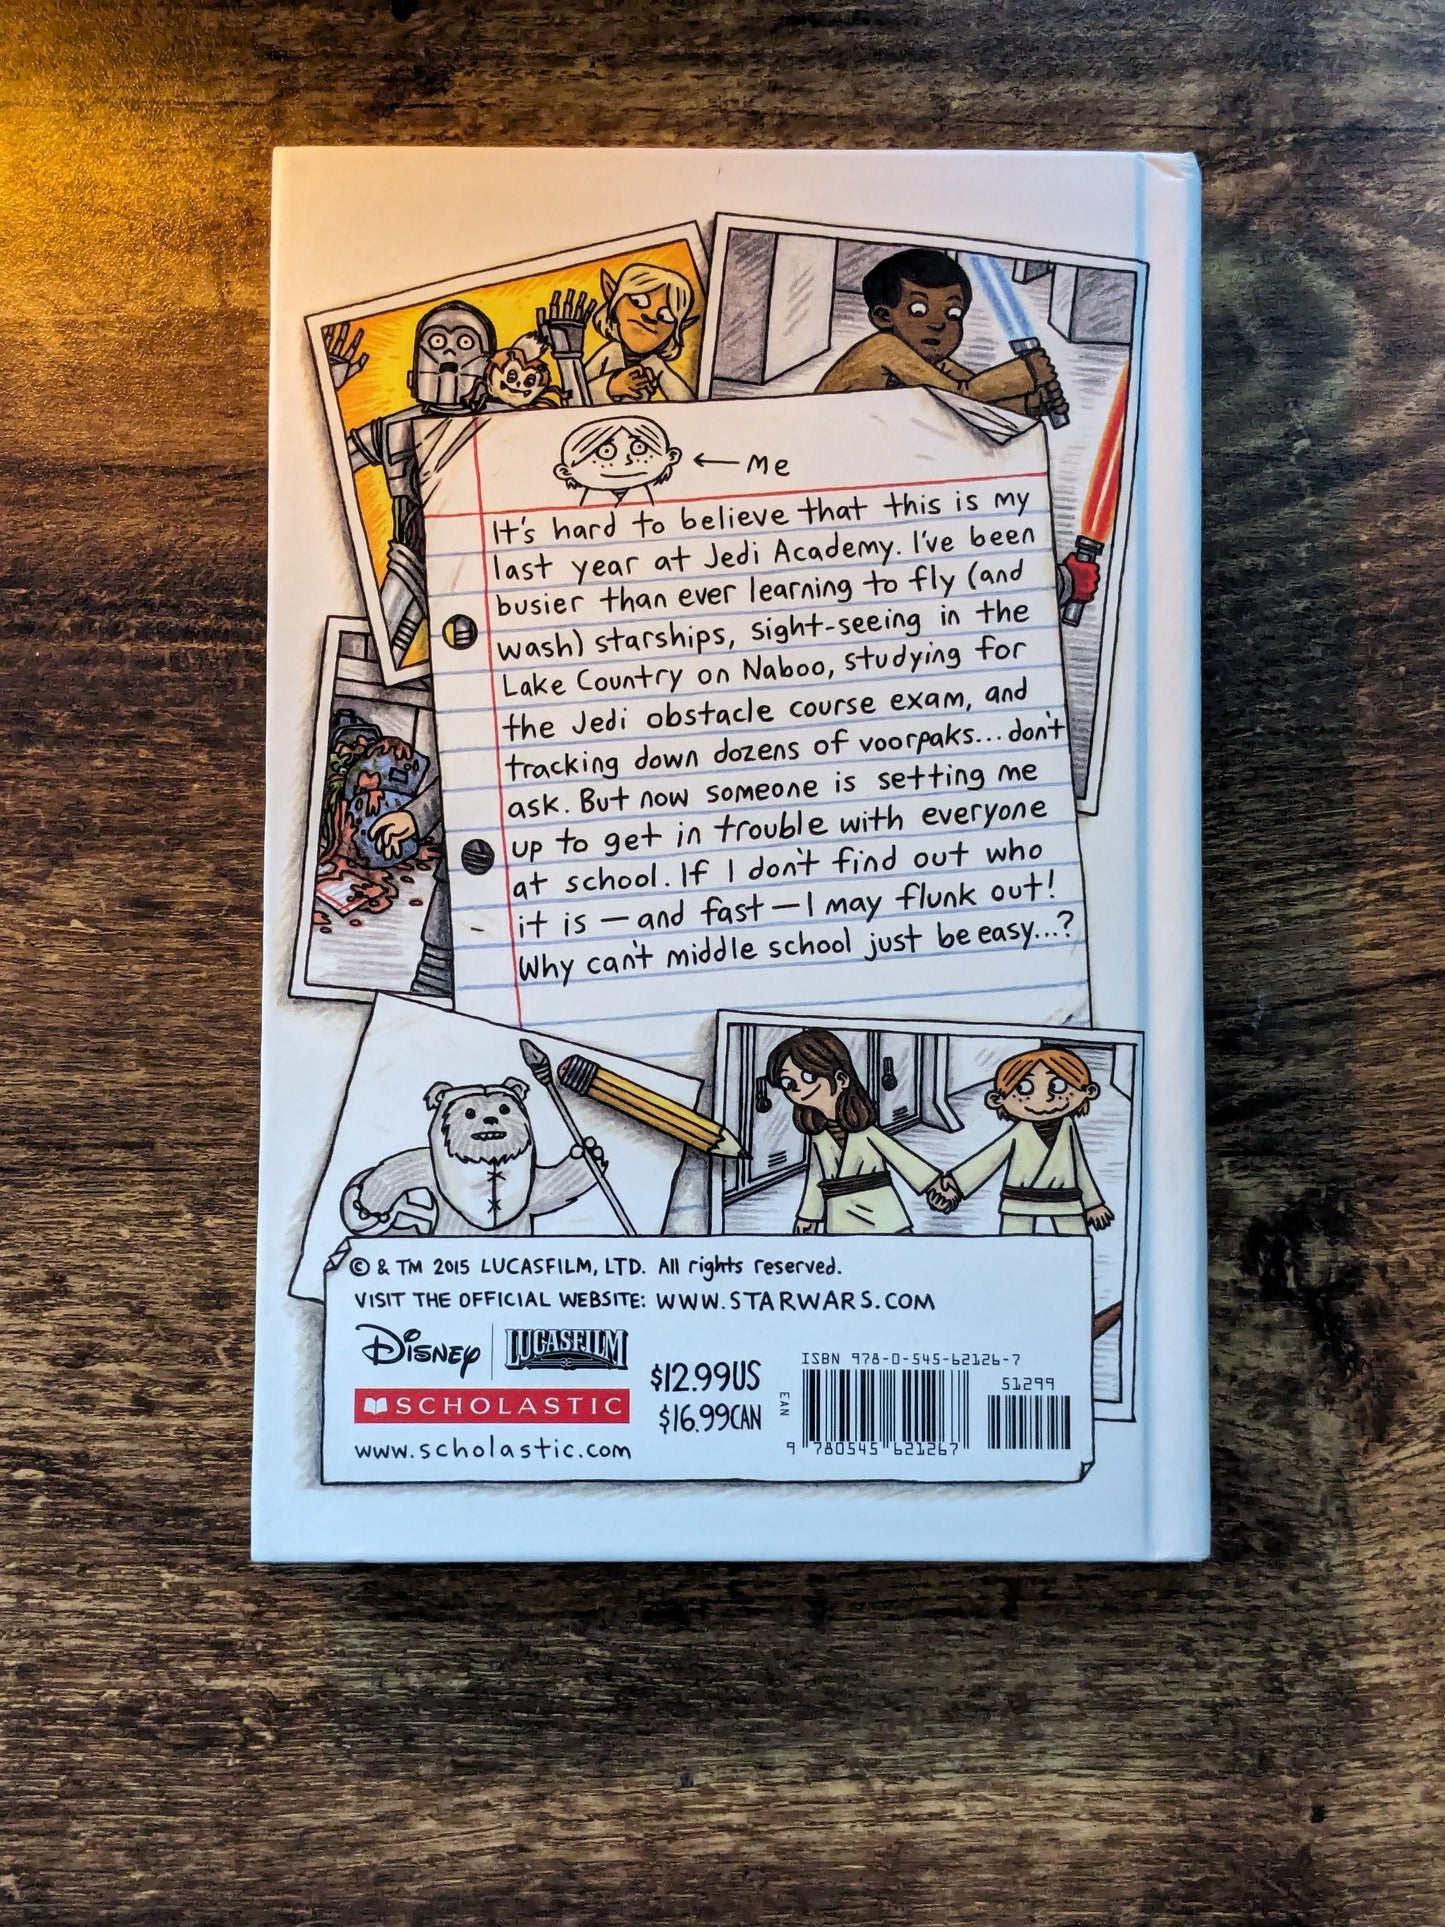 ← Me
It's hard to believe that this is my
last year at Jedi Academy. I've been
busier than ever learning to fly (and
wash) starships, sight-seeing in the
Lake Country on Naboo, studying for
the Jedi obstacle course exam, and
tracking down dozens of voorpaks... don't
ask. But now someone is setting me
up to get in trouble with everyone
at school. If I don't find out who
it is — and fast — I may flunk out!
Why can't middle school just be easy...?
© & TM 2015 LUCASFILM, LTD. All rights reserved.
VISIT THE OFFICIAL WEBSITE: WWW.STARWARS.COM
Disney
LUCASFILM
SCHOLASTIC
www.scholastic.com
$12.99US
$16.99CAN
EAN
ISBN 978-0-545-62126-7
51299
9 780545 621267